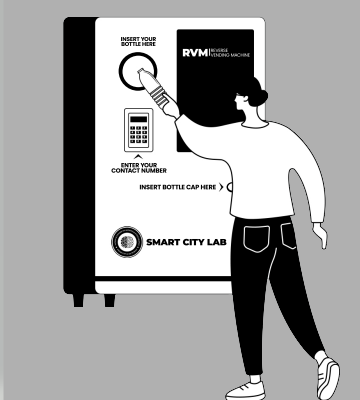 INSERT YOUR
BOTTLE HERE
RVM
REVERSE
VENDING MACHINE
ENTER YOUR
CONTACT NUMBER
INSERT BOTTLE CAP HERE
SMART CITY LAB